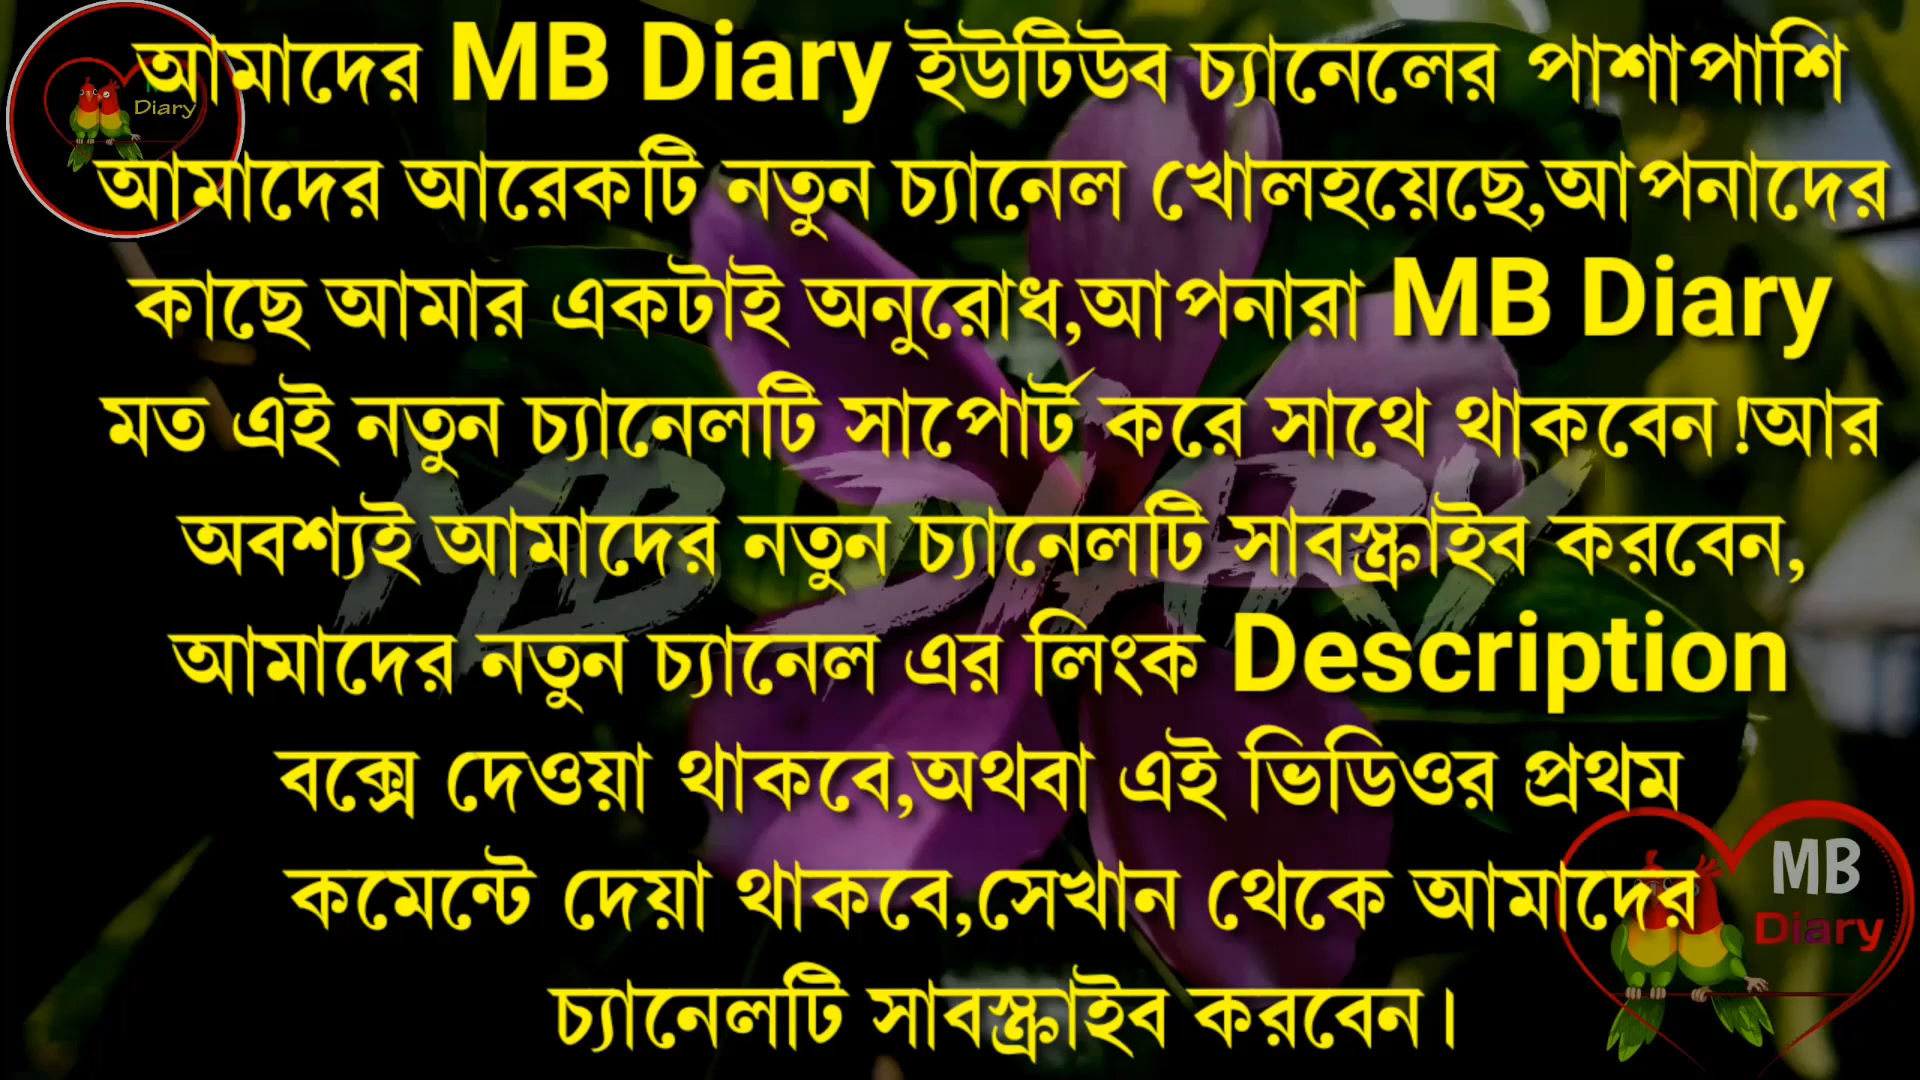 আমাদের MB Diary ইউটিউব চ্যানেলের পাশাপাশি
আমাদের আরেকটি নতুন চ্যানেল খোলহয়েছে,আপনাদের
কাছে আমার একটাই অনুরোধ,আপনারা MB Diary
মত এই নতুন চ্যানেলটি সাপোর্ট করে সাথে থাকবেন!আর
অবশ্যই আমাদের নতুন চ্যানেলটি সাবস্ক্রাইব করবেন,
আমাদের নতুন চ্যানেল এর লিংক Description
বক্সে দেওয়া থাকবে,অথবা এই ভিডিওর প্রথম
কমেন্টে দেয়া থাকবে,সেখান থেকে আমাদের
চ্যানেলটি সাবস্ক্রাইব করবেন।
Diary
MB DIARY
MB
Diary